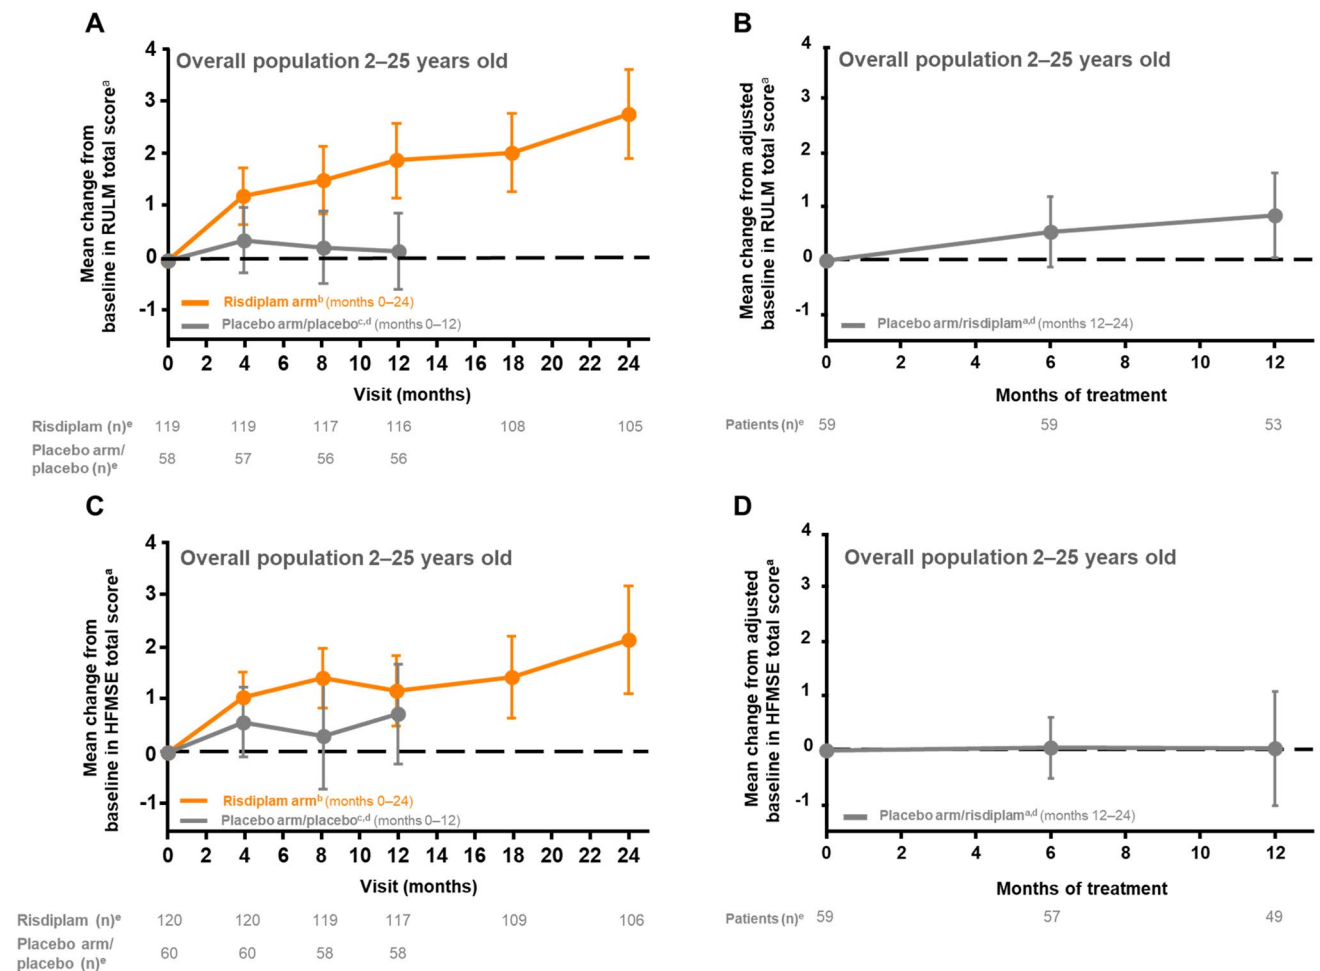 A
Overall population 2–25 years old
Mean change from
baseline in RULM total scoreᵃ
4
3
2
1
0
-1
Risdiplam armᵇ (months 0–24)
Placebo arm/placeboᶜ,ᵈ (months 0–12)
0 2 4 6 8 10 12 14 16 18 20 22 24
Visit (months)
Risdiplam (n)ᵉ 119 119 117 116 108 105
Placebo arm/
placebo (n)ᵉ 58 57 56 56
B
Overall population 2–25 years old
Mean change from adjusted
baseline in RULM total scoreᵃ
4
3
2
1
0
-1
Placebo arm/risdiplamᵃ,ᵈ (months 12–24)
0 2 4 6 8 10 12
Months of treatment
Patients (n)ᵉ 59 59 53
C
Overall population 2–25 years old
Mean change from
baseline in HFMSE total scoreᵃ
4
3
2
1
0
-1
Risdiplam armᵇ (months 0–24)
Placebo arm/placeboᶜ,ᵈ (months 0–12)
0 2 4 6 8 10 12 14 16 18 20 22 24
Visit (months)
Risdiplam (n)ᵉ 120 120 119 117 109 106
Placebo arm/
placebo (n)ᵉ 60 60 58 58
D
Overall population 2–25 years old
Mean change from adjusted
baseline in HFMSE total scoreᵃ
4
3
2
1
0
-1
Placebo arm/risdiplamᵃ,ᵈ (months 12–24)
0 2 4 6 8 10 12
Months of treatment
Patients (n)ᵉ 59 57 49